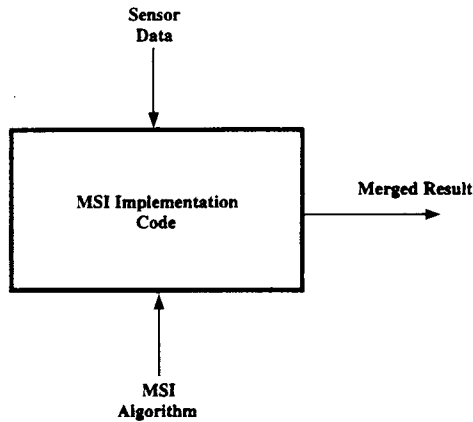 Sensor
Data
MSI Implementation
Code
Merged Result
MSI
Algorithm